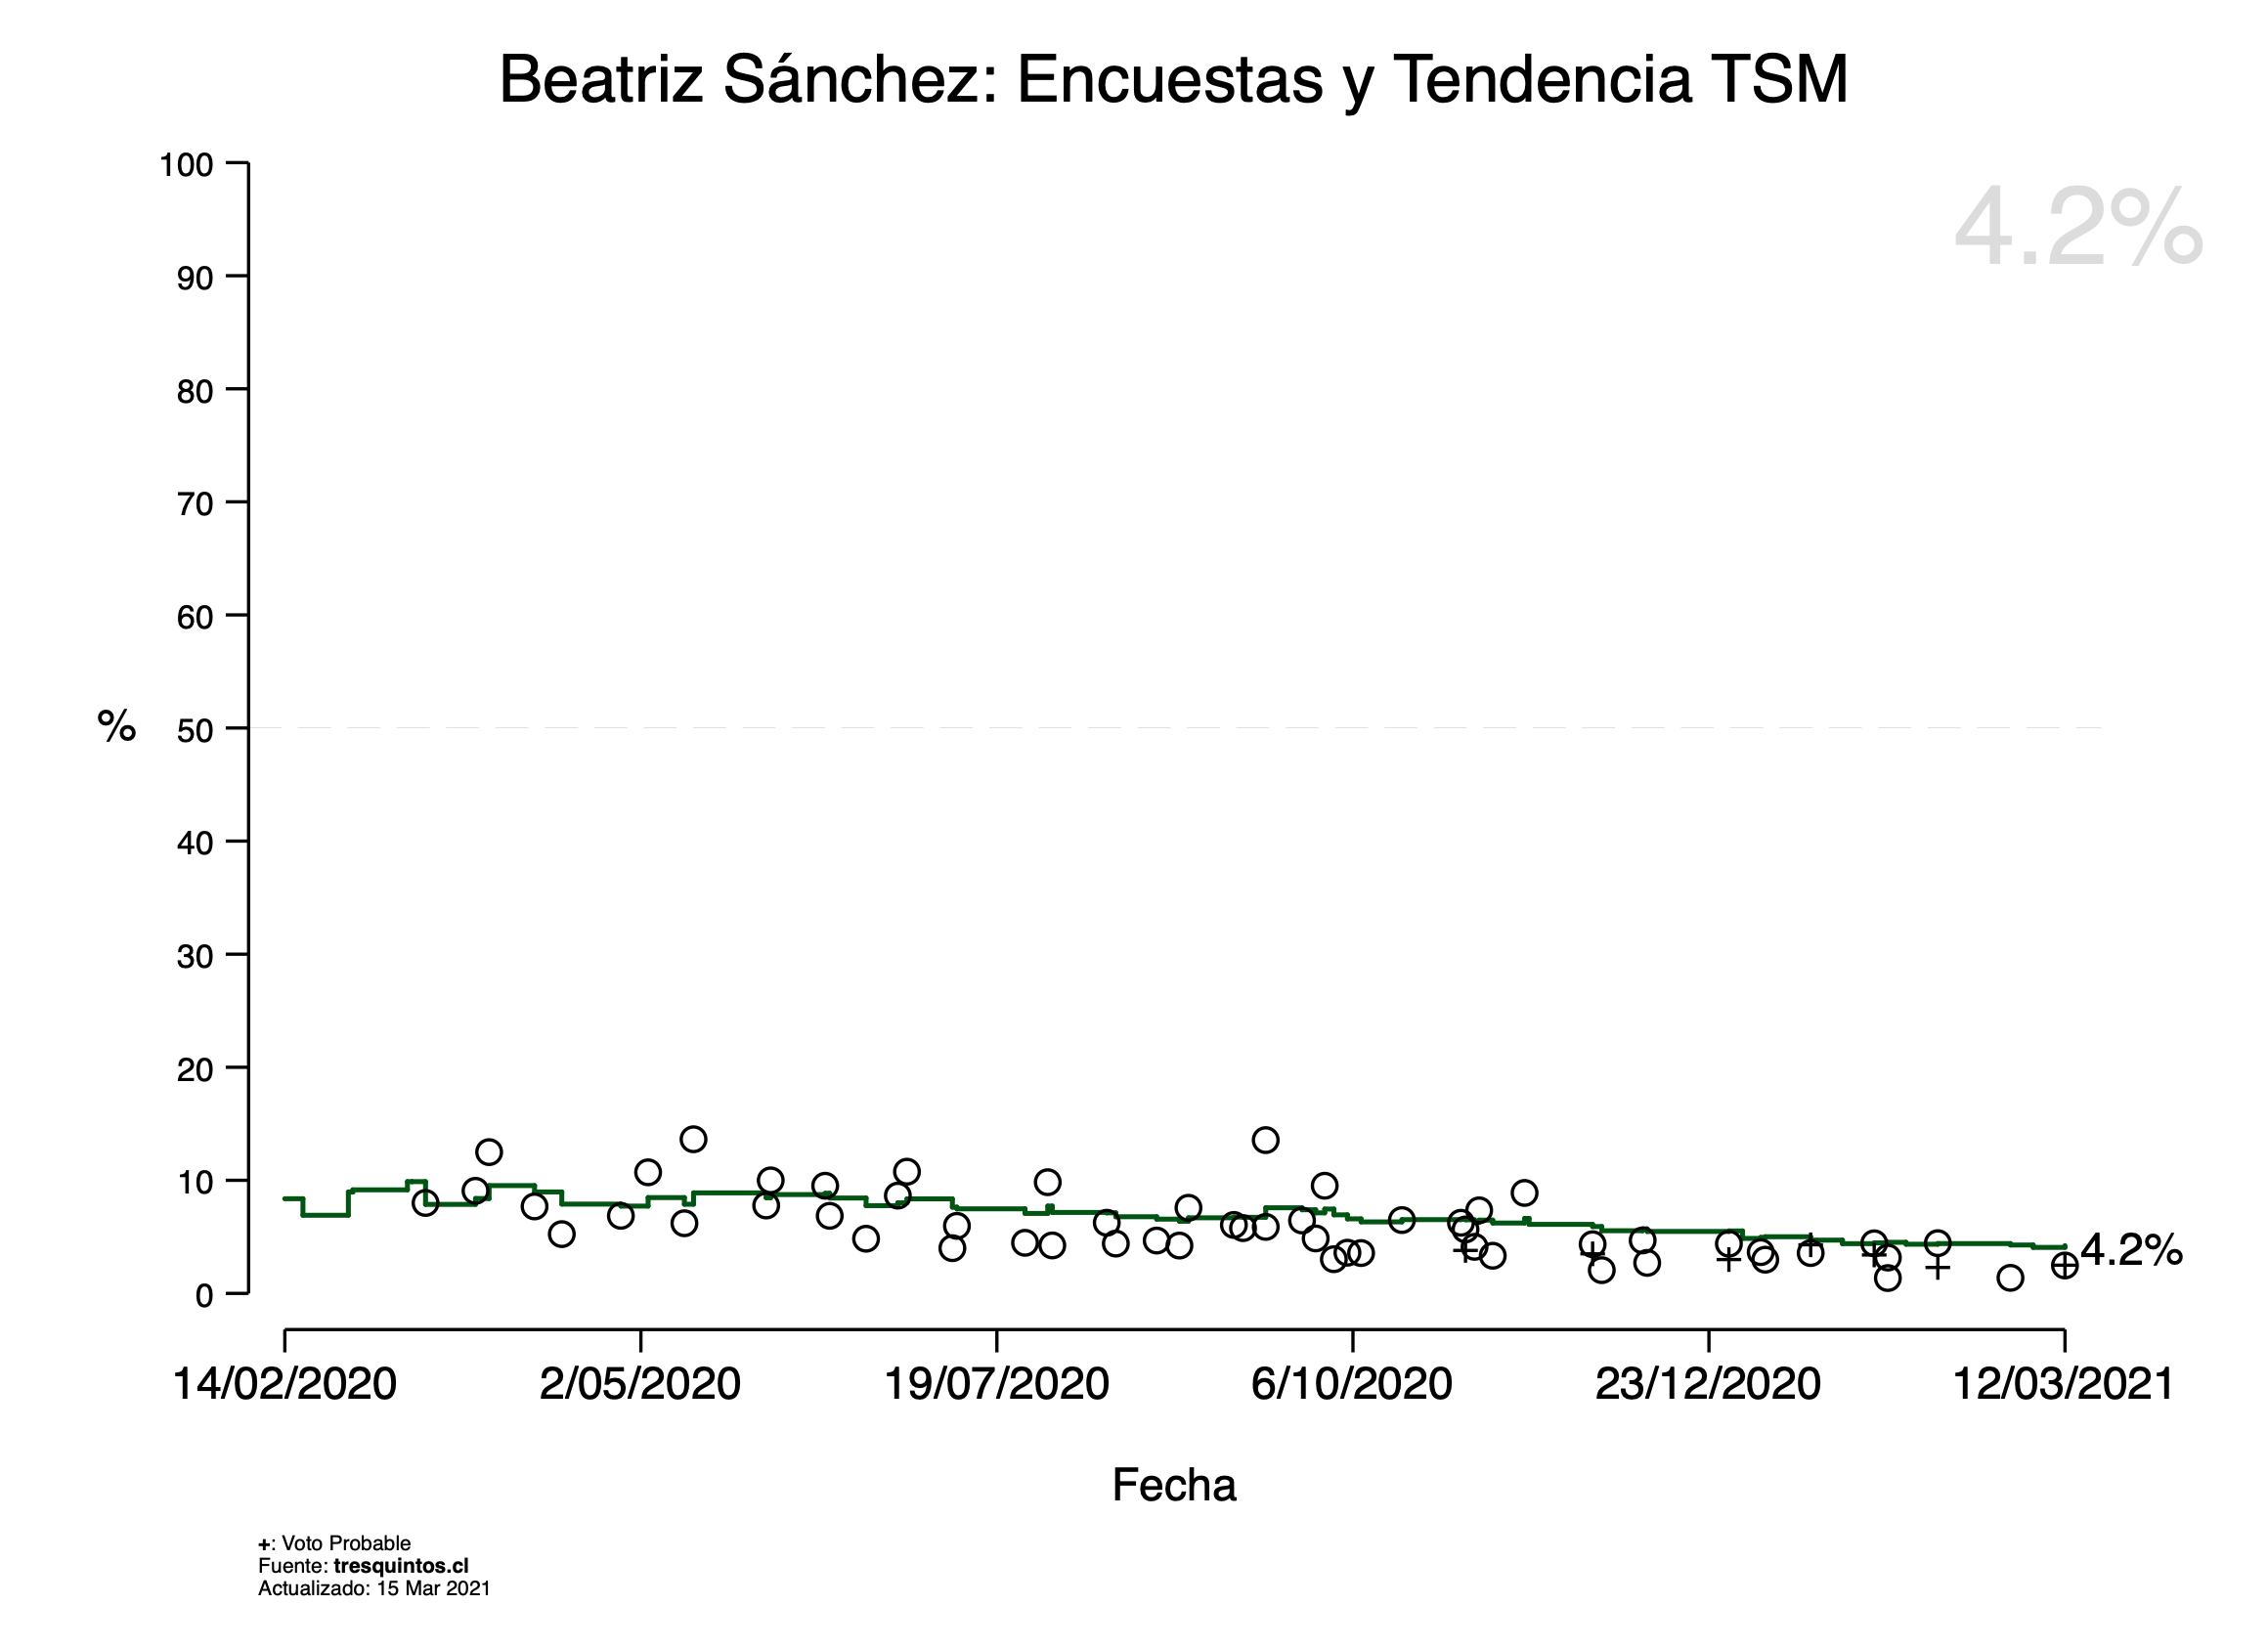 Beatriz Sánchez: Encuestas y Tendencia TSM
4.2%
100
90
80
70
60
50
40
30
20
10
0
%
4.2%
14/02/2020 2/05/2020 19/07/2020 6/10/2020 23/12/2020 12/03/2021
Fecha
+: Voto Probable
Fuente: tresquintos.cl
Actualizado: 15 Mar 2021